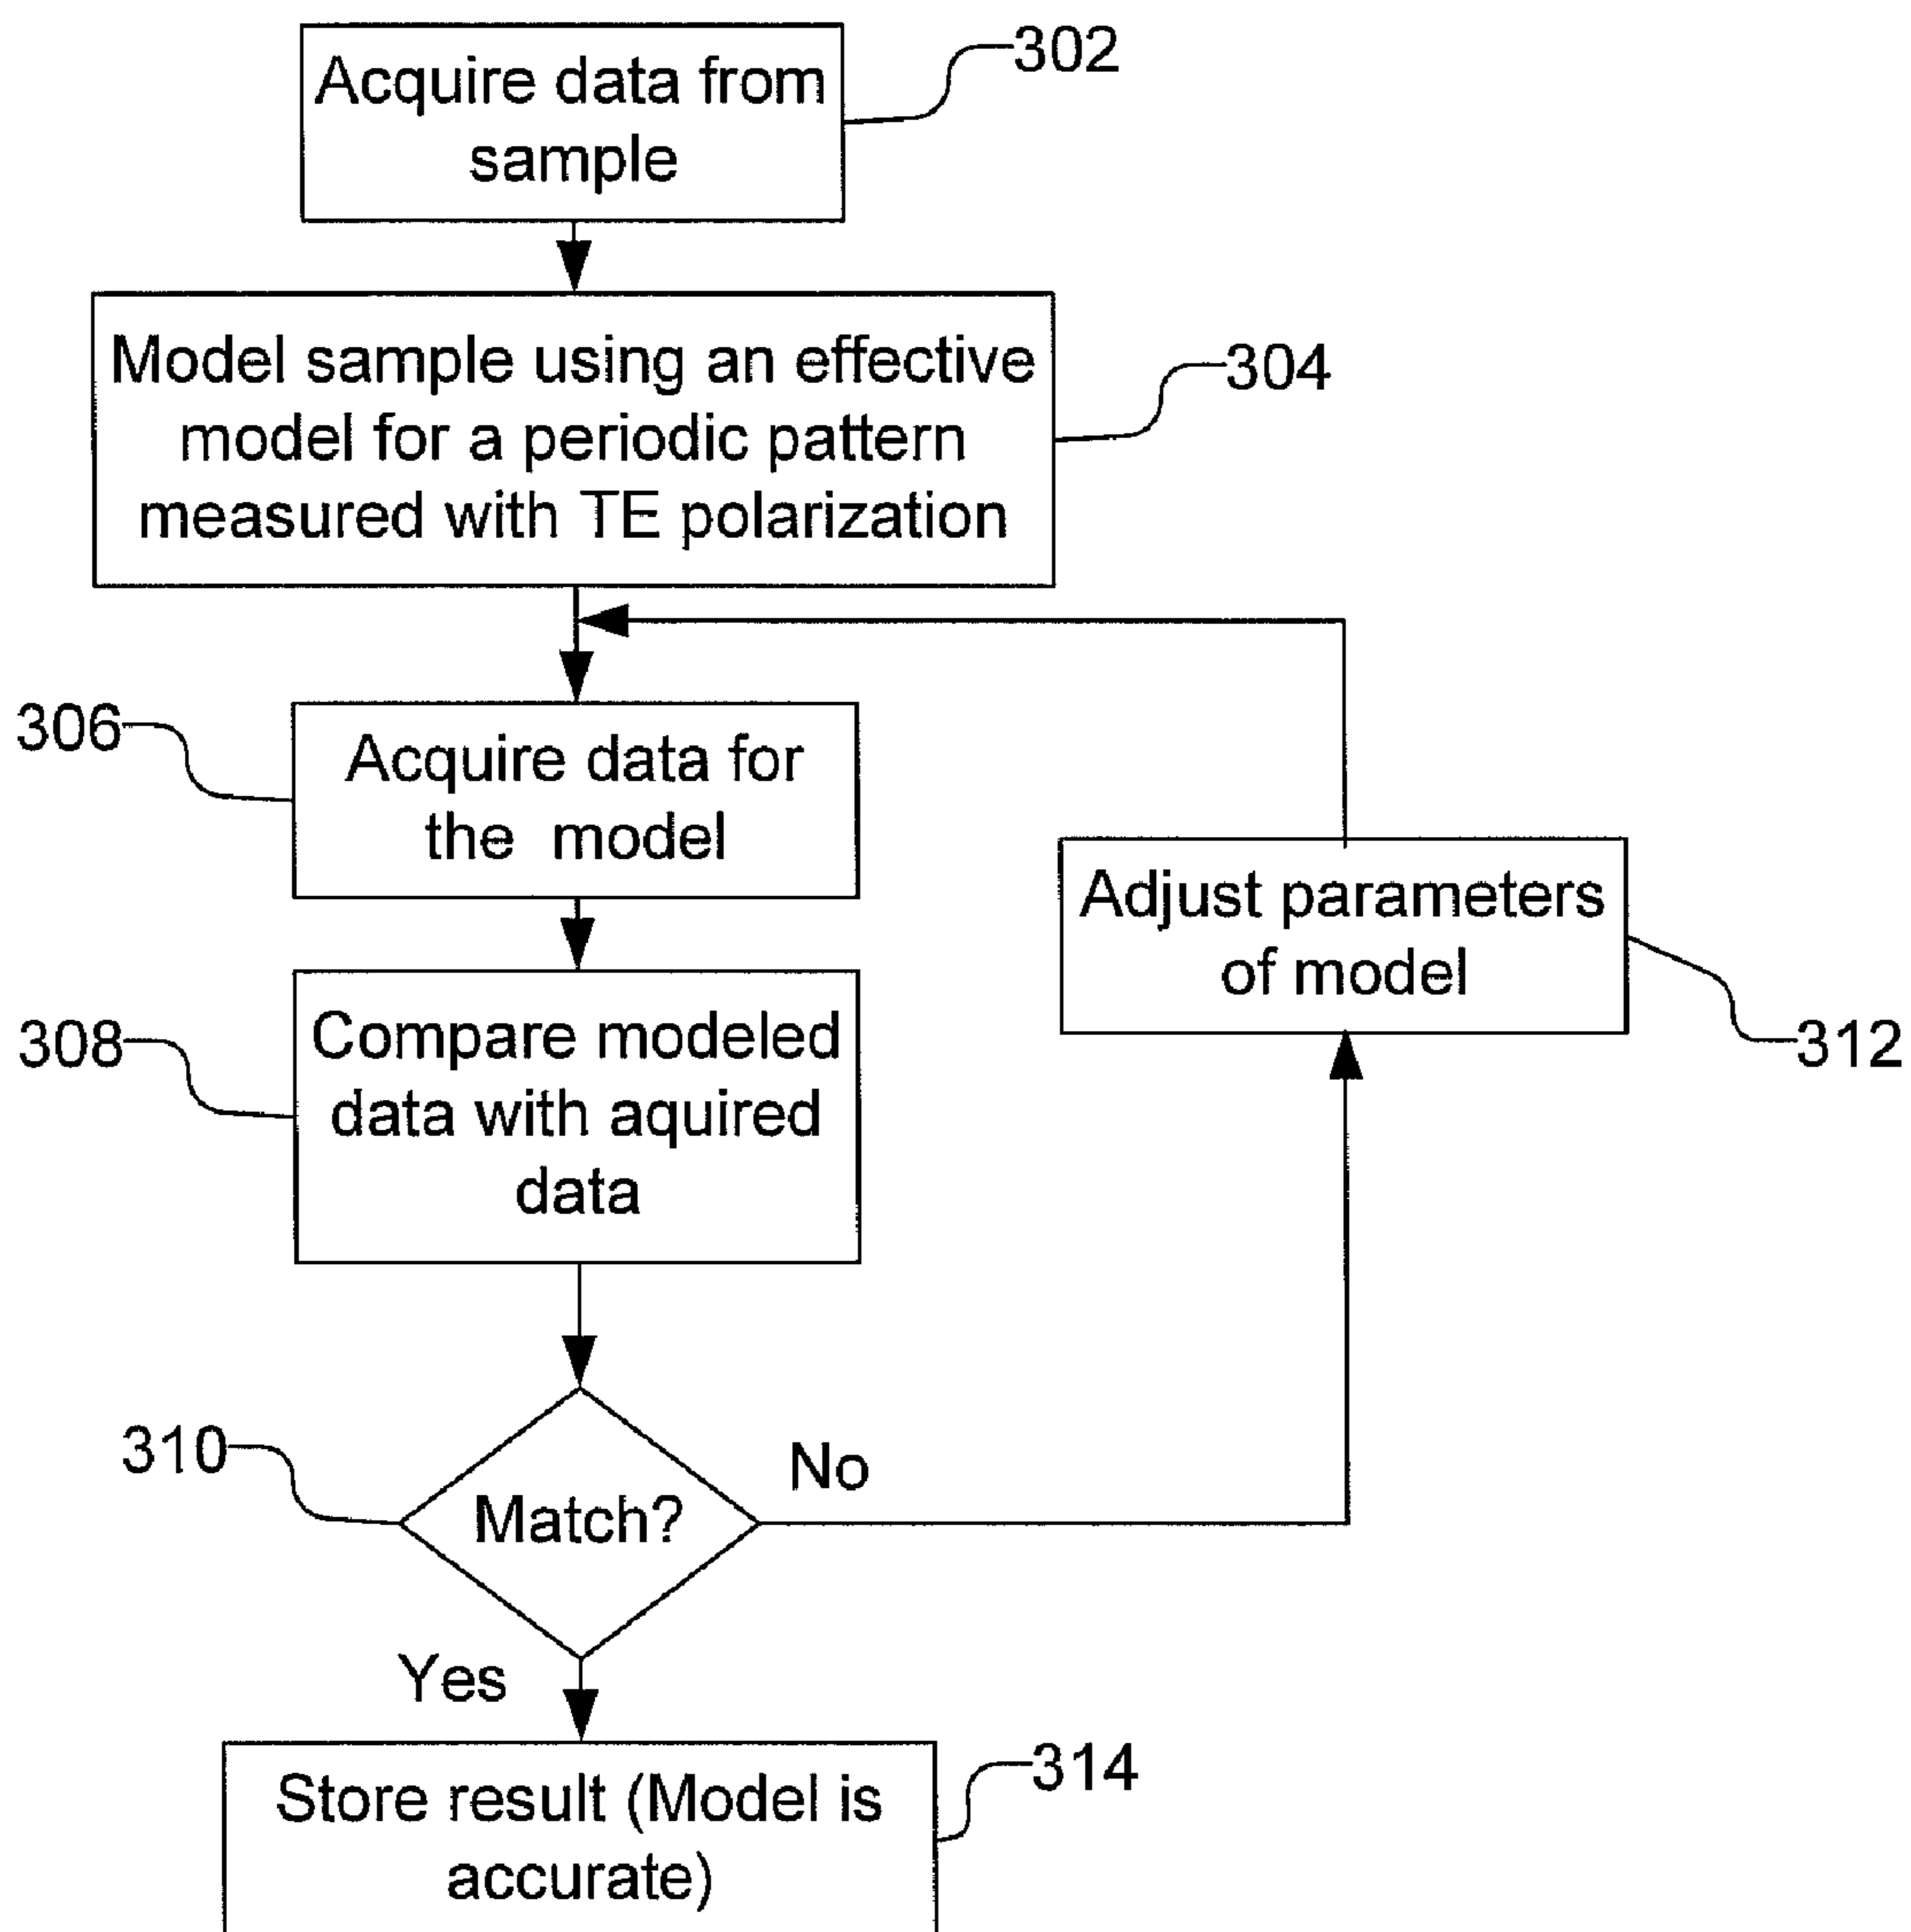 Acquire data from
sample
302
Model sample using an effective
model for a periodic pattern
measured with TE polarization
304
306
Acquire data for
the model
Adjust parameters
of model
312
308
Compare modeled
data with aquired
data
310
Match?
No
Yes
Store result (Model is
accurate)
314